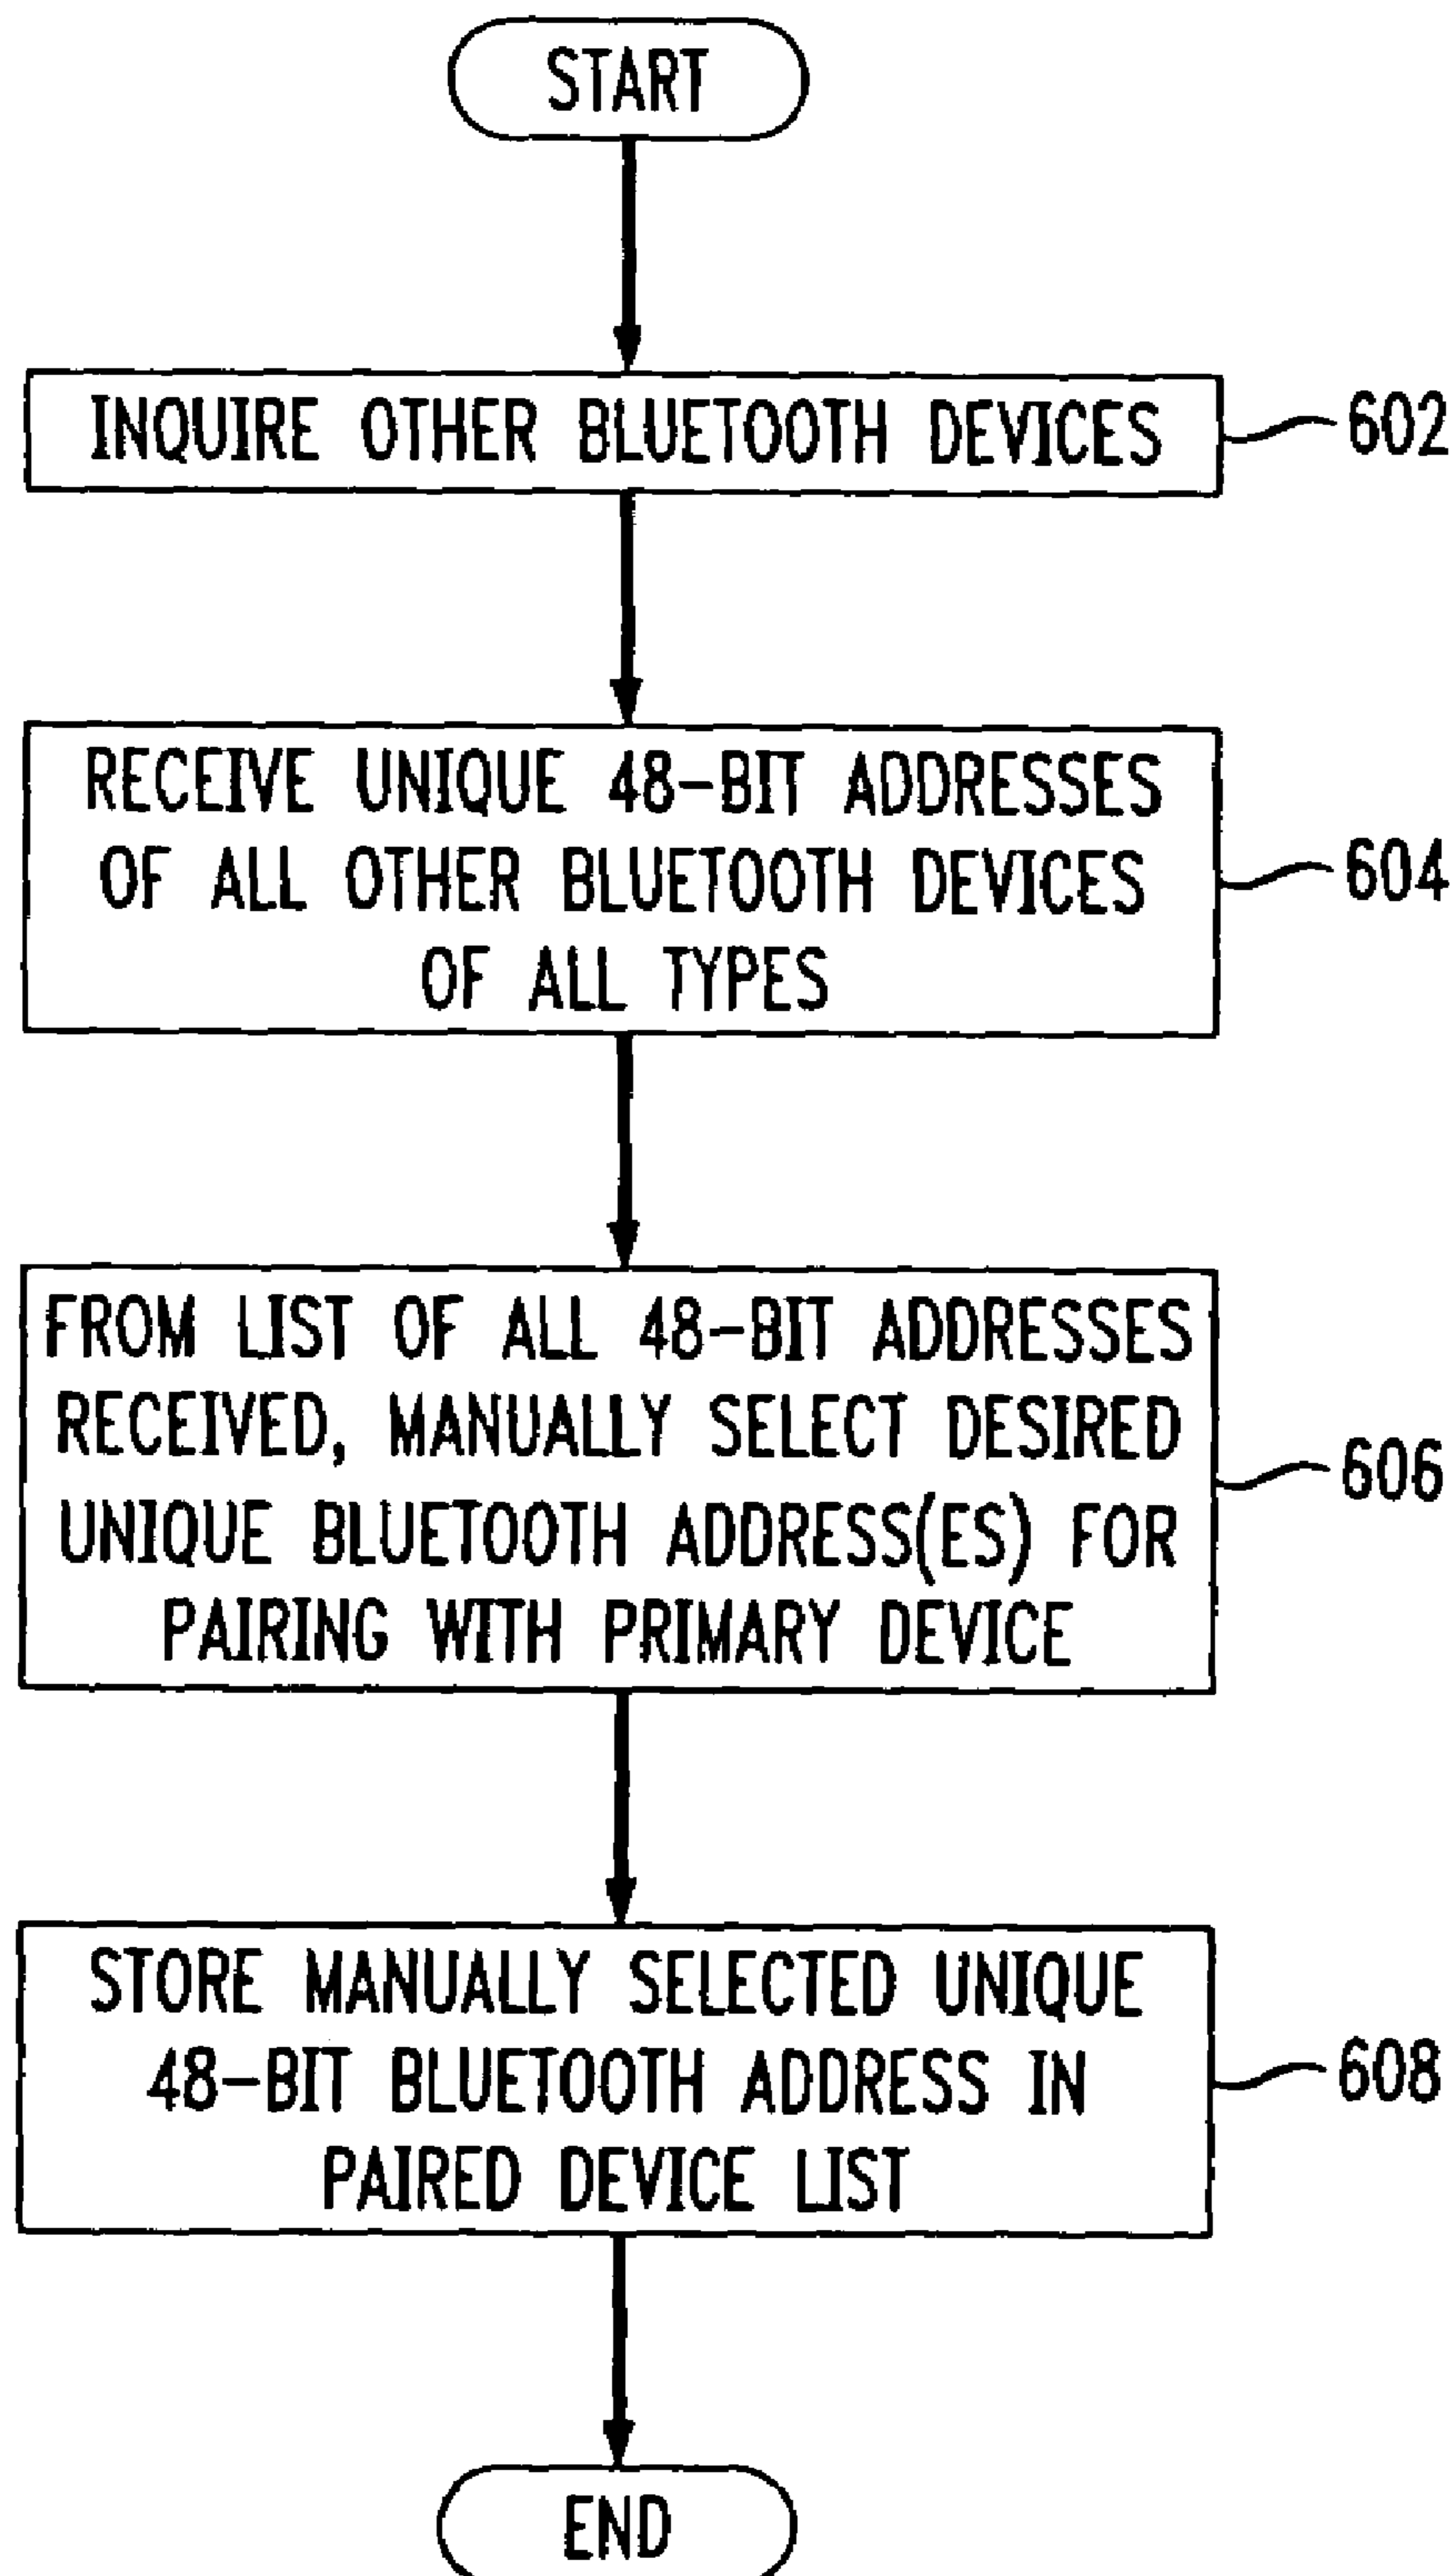 START
INQUIRE OTHER BLUETOOTH DEVICES
602
RECEIVE UNIQUE 48-BIT ADDRESSES
OF ALL OTHER BLUETOOTH DEVICES
OF ALL TYPES
604
FROM LIST OF ALL 48-BIT ADDRESSES
RECEIVED, MANUALLY SELECT DESIRED
UNIQUE BLUETOOTH ADDRESS(ES) FOR
PAIRING WITH PRIMARY DEVICE
606
STORE MANUALLY SELECTED UNIQUE
48-BIT BLUETOOTH ADDRESS IN
PAIRED DEVICE LIST
608
END